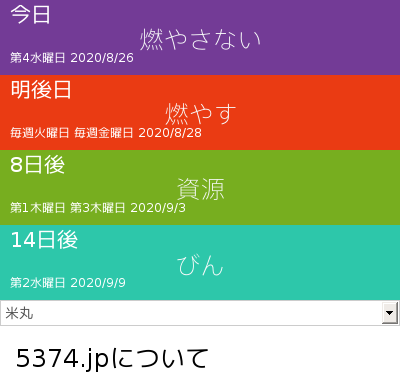 今日
燃やさない
第4水曜日 2020/8/26
明後日
燃やす
毎週火曜日 毎週金曜日 2020/8/28
8日後
資源
第1木曜日 第3木曜日 2020/9/3
14日後
びん
第2水曜日 2020/9/9
米丸
5374.jpについて